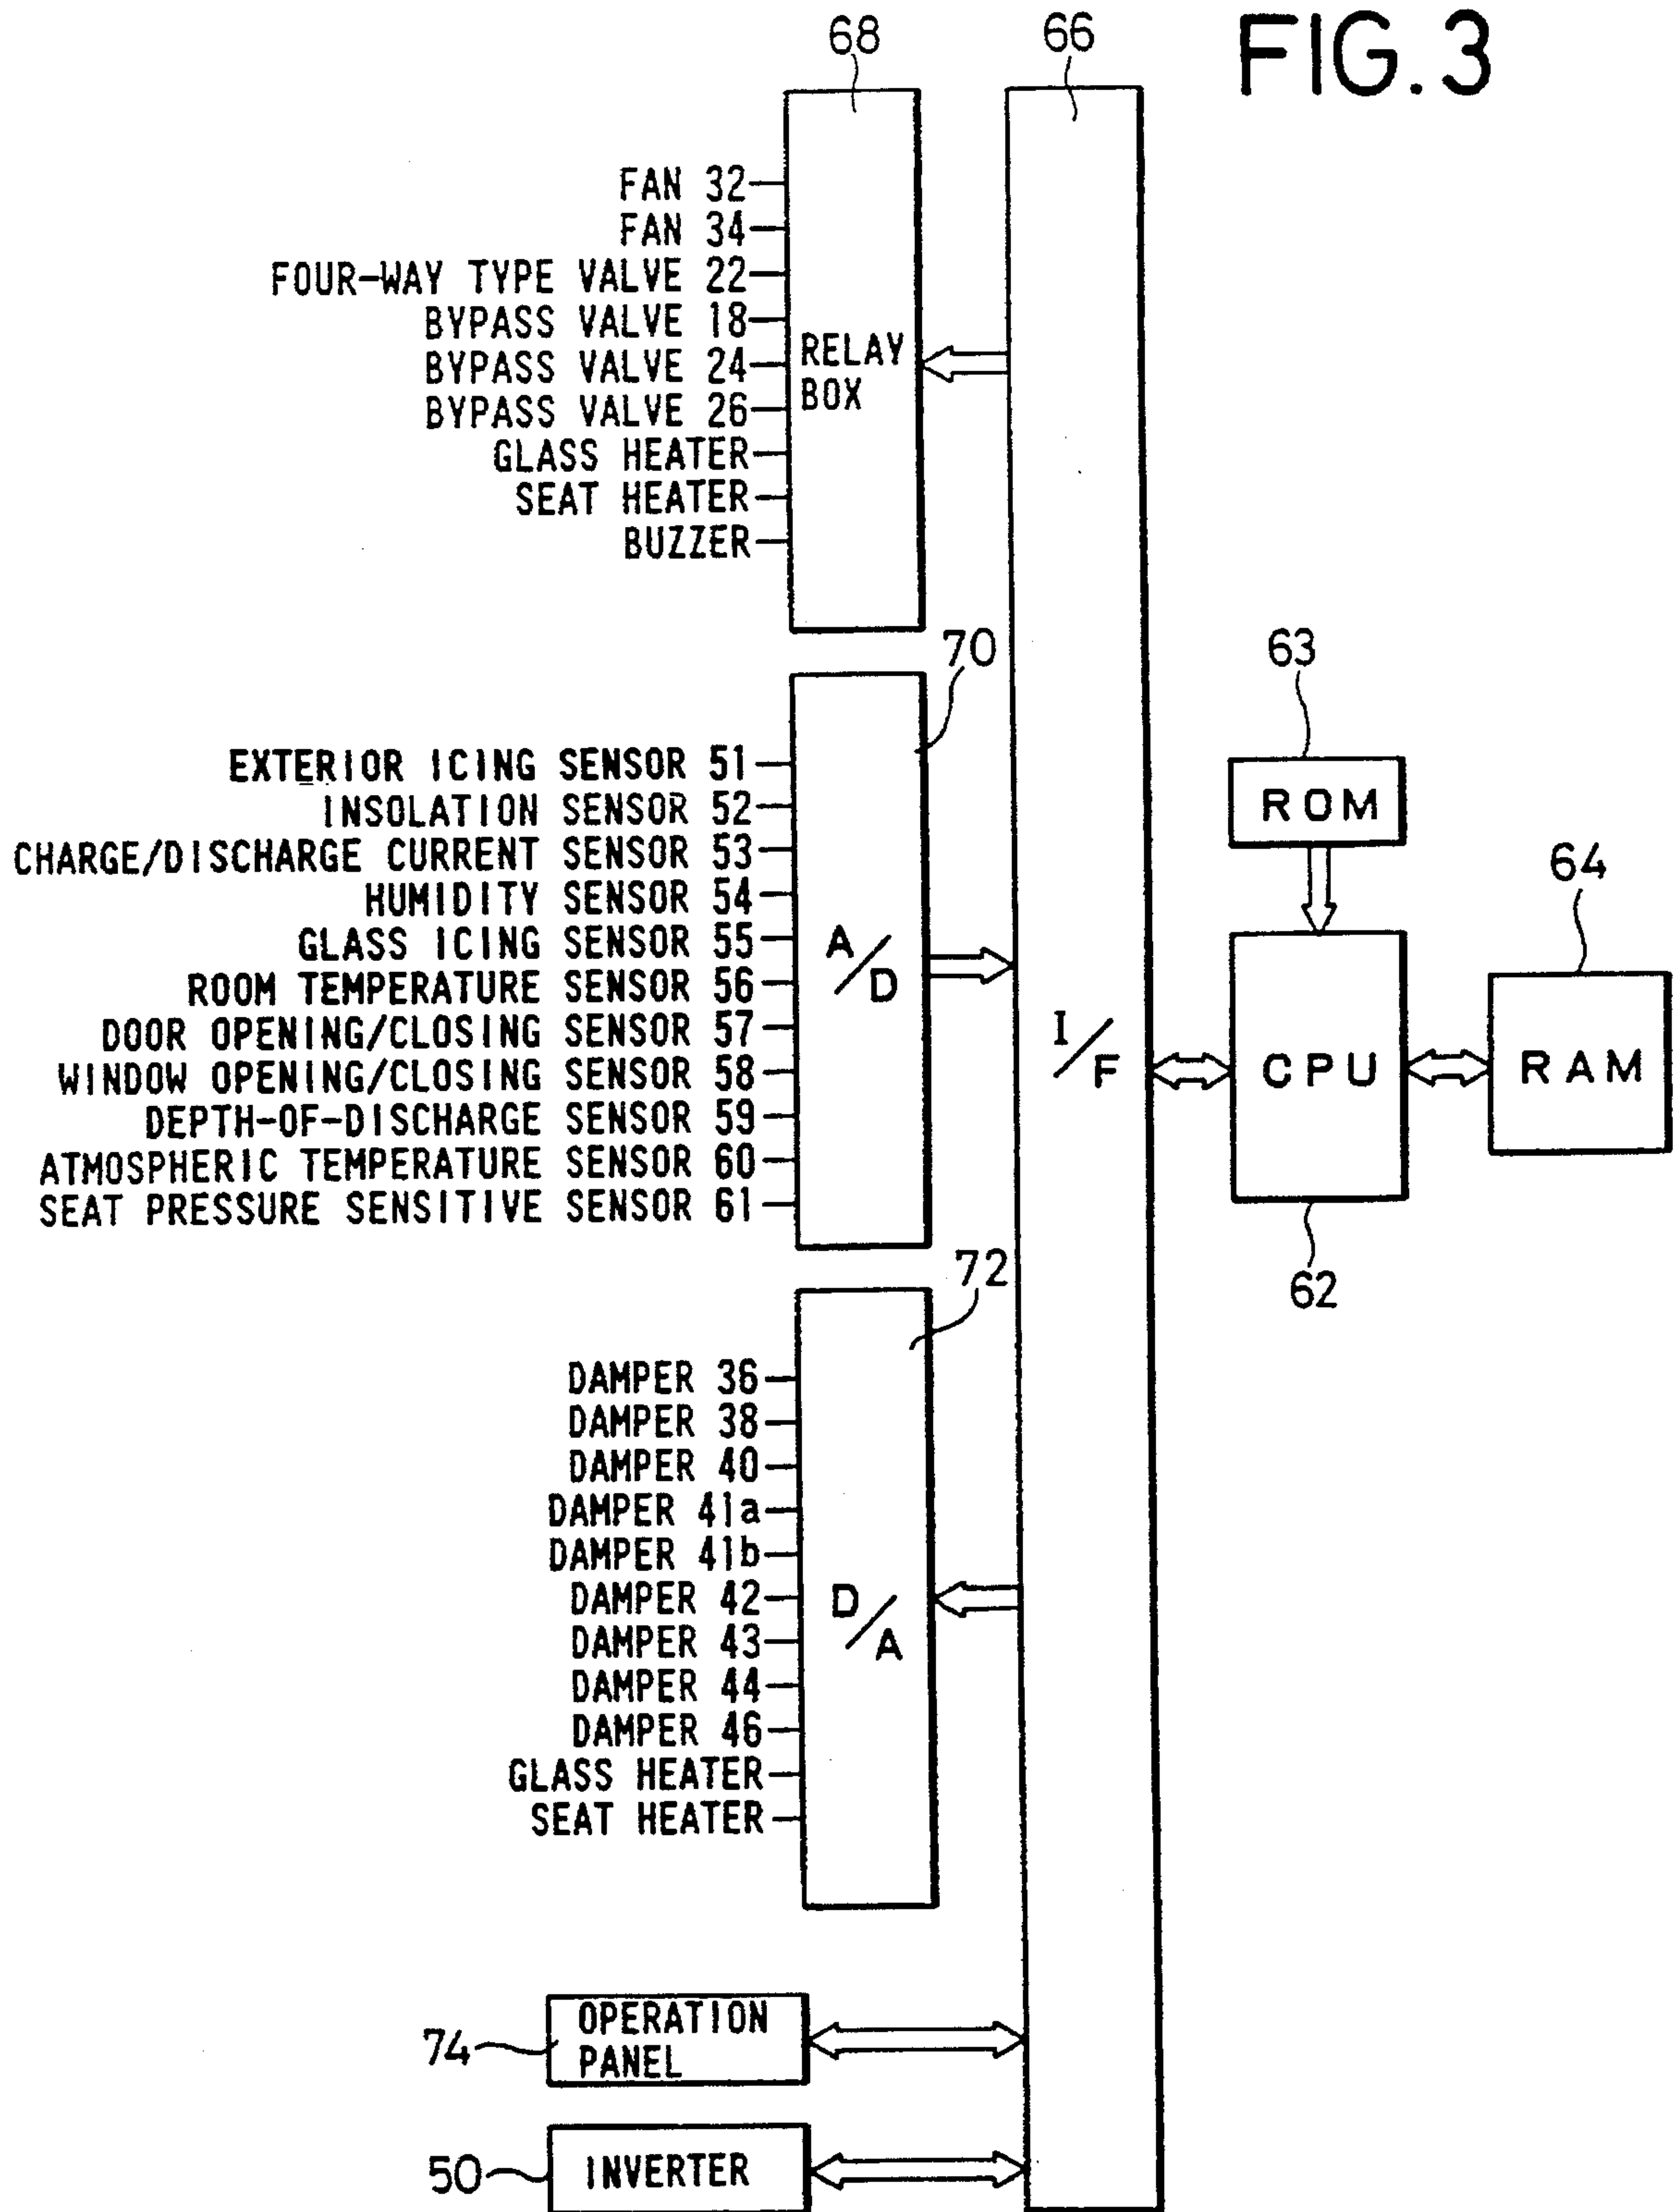 FIG. 3
68
66
FAN 32
FAN 34
FOUR-WAY TYPE VALVE 22
BYPASS VALVE 18
BYPASS VALVE 24
BYPASS VALVE 26
GLASS HEATER
SEAT HEATER
BUZZER
RELAY
BOX
70
EXTERIOR ICING SENSOR 51
INSOLATION SENSOR 52
CHARGE/DISCHARGE CURRENT SENSOR 53
HUMIDITY SENSOR 54
GLASS ICING SENSOR 55
ROOM TEMPERATURE SENSOR 56
DOOR OPENING/CLOSING SENSOR 57
WINDOW OPENING/CLOSING SENSOR 58
DEPTH-OF-DISCHARGE SENSOR 59
ATMOSPHERIC TEMPERATURE SENSOR 60
SEAT PRESSURE SENSITIVE SENSOR 61
A/D
I/F
63
ROM
64
CPU
RAM
62
72
DAMPER 36
DAMPER 38
DAMPER 40
DAMPER 41a
DAMPER 41b
DAMPER 42
DAMPER 43
DAMPER 44
DAMPER 46
GLASS HEATER
SEAT HEATER
D/A
74
OPERATION
PANEL
50
INVERTER